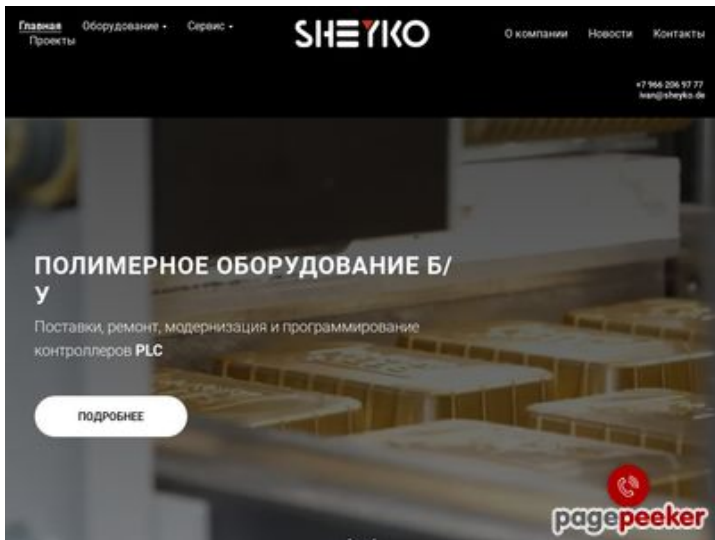 Главная Оборудование Сервис
Проекты
SHEYKO
О компании Новости Контакты
+7 966 206 97 77
ivan@sheyko.de
ПОЛИМЕРНОЕ ОБОРУДОВАНИЕ Б/
У
Поставки, ремонт, модернизация и программирование
контроллеров PLC
ПОДРОБНЕЕ
pagepeeker